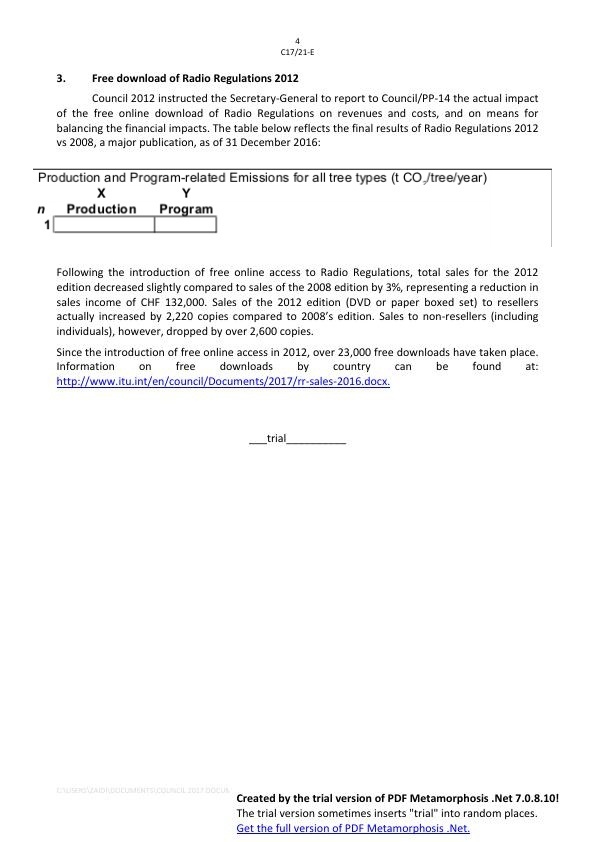 4
C17/21-E
3. Free download of Radio Regulations 2012
Council 2012 instructed the Secretary-General to report to Council/PP-14 the actual impact
of the free online download of Radio Regulations on revenues and costs, and on means for
balancing the financial impacts. The table below reflects the final results of Radio Regulations 2012
vs 2008, a major publication, as of 31 December 2016:
Production and Program-related Emissions for all tree types (t CO2/tree/year)
X Y
n Production Program
1
Following the introduction of free online access to Radio Regulations, total sales for the 2012
edition decreased slightly compared to sales of the 2008 edition by 3%, representing a reduction in
sales income of CHF 132,000. Sales of the 2012 edition (DVD or paper boxed set) to resellers
actually increased by 2,220 copies compared to 2008’s edition. Sales to non-resellers (including
individuals), however, dropped by over 2,600 copies.
Since the introduction of free online access in 2012, over 23,000 free downloads have taken place.
Information on free downloads by country can be found at:
http://www.itu.int/en/council/Documents/2017/rr-sales-2016.docx.
___trial__________
C:\USERS\ZAIDI\DOCUMENTS\COUNCIL 2017 DOCUM
Created by the trial version of PDF Metamorphosis .Net 7.0.8.10!
The trial version sometimes inserts "trial" into random places.
Get the full version of PDF Metamorphosis .Net.